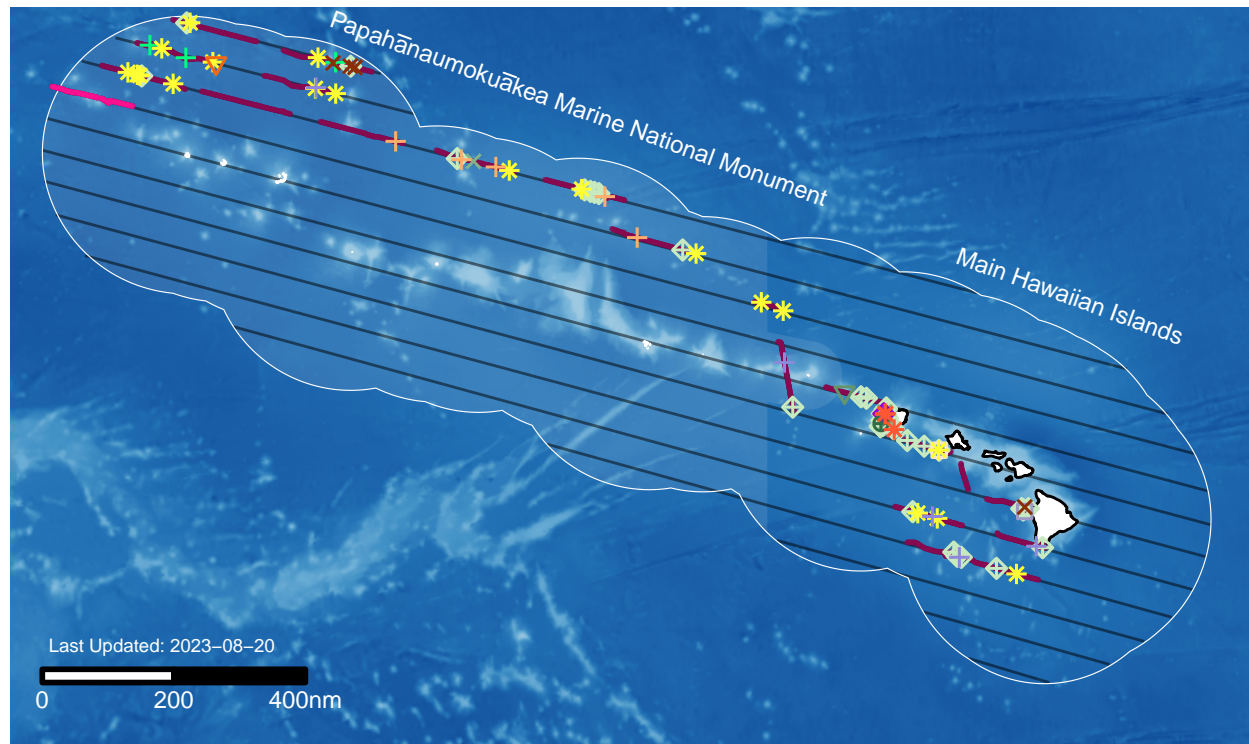 Papahānaumokuākea Marine National Monument
Main Hawaiian Islands
Last Updated: 2023−08−20
0 200 400nm